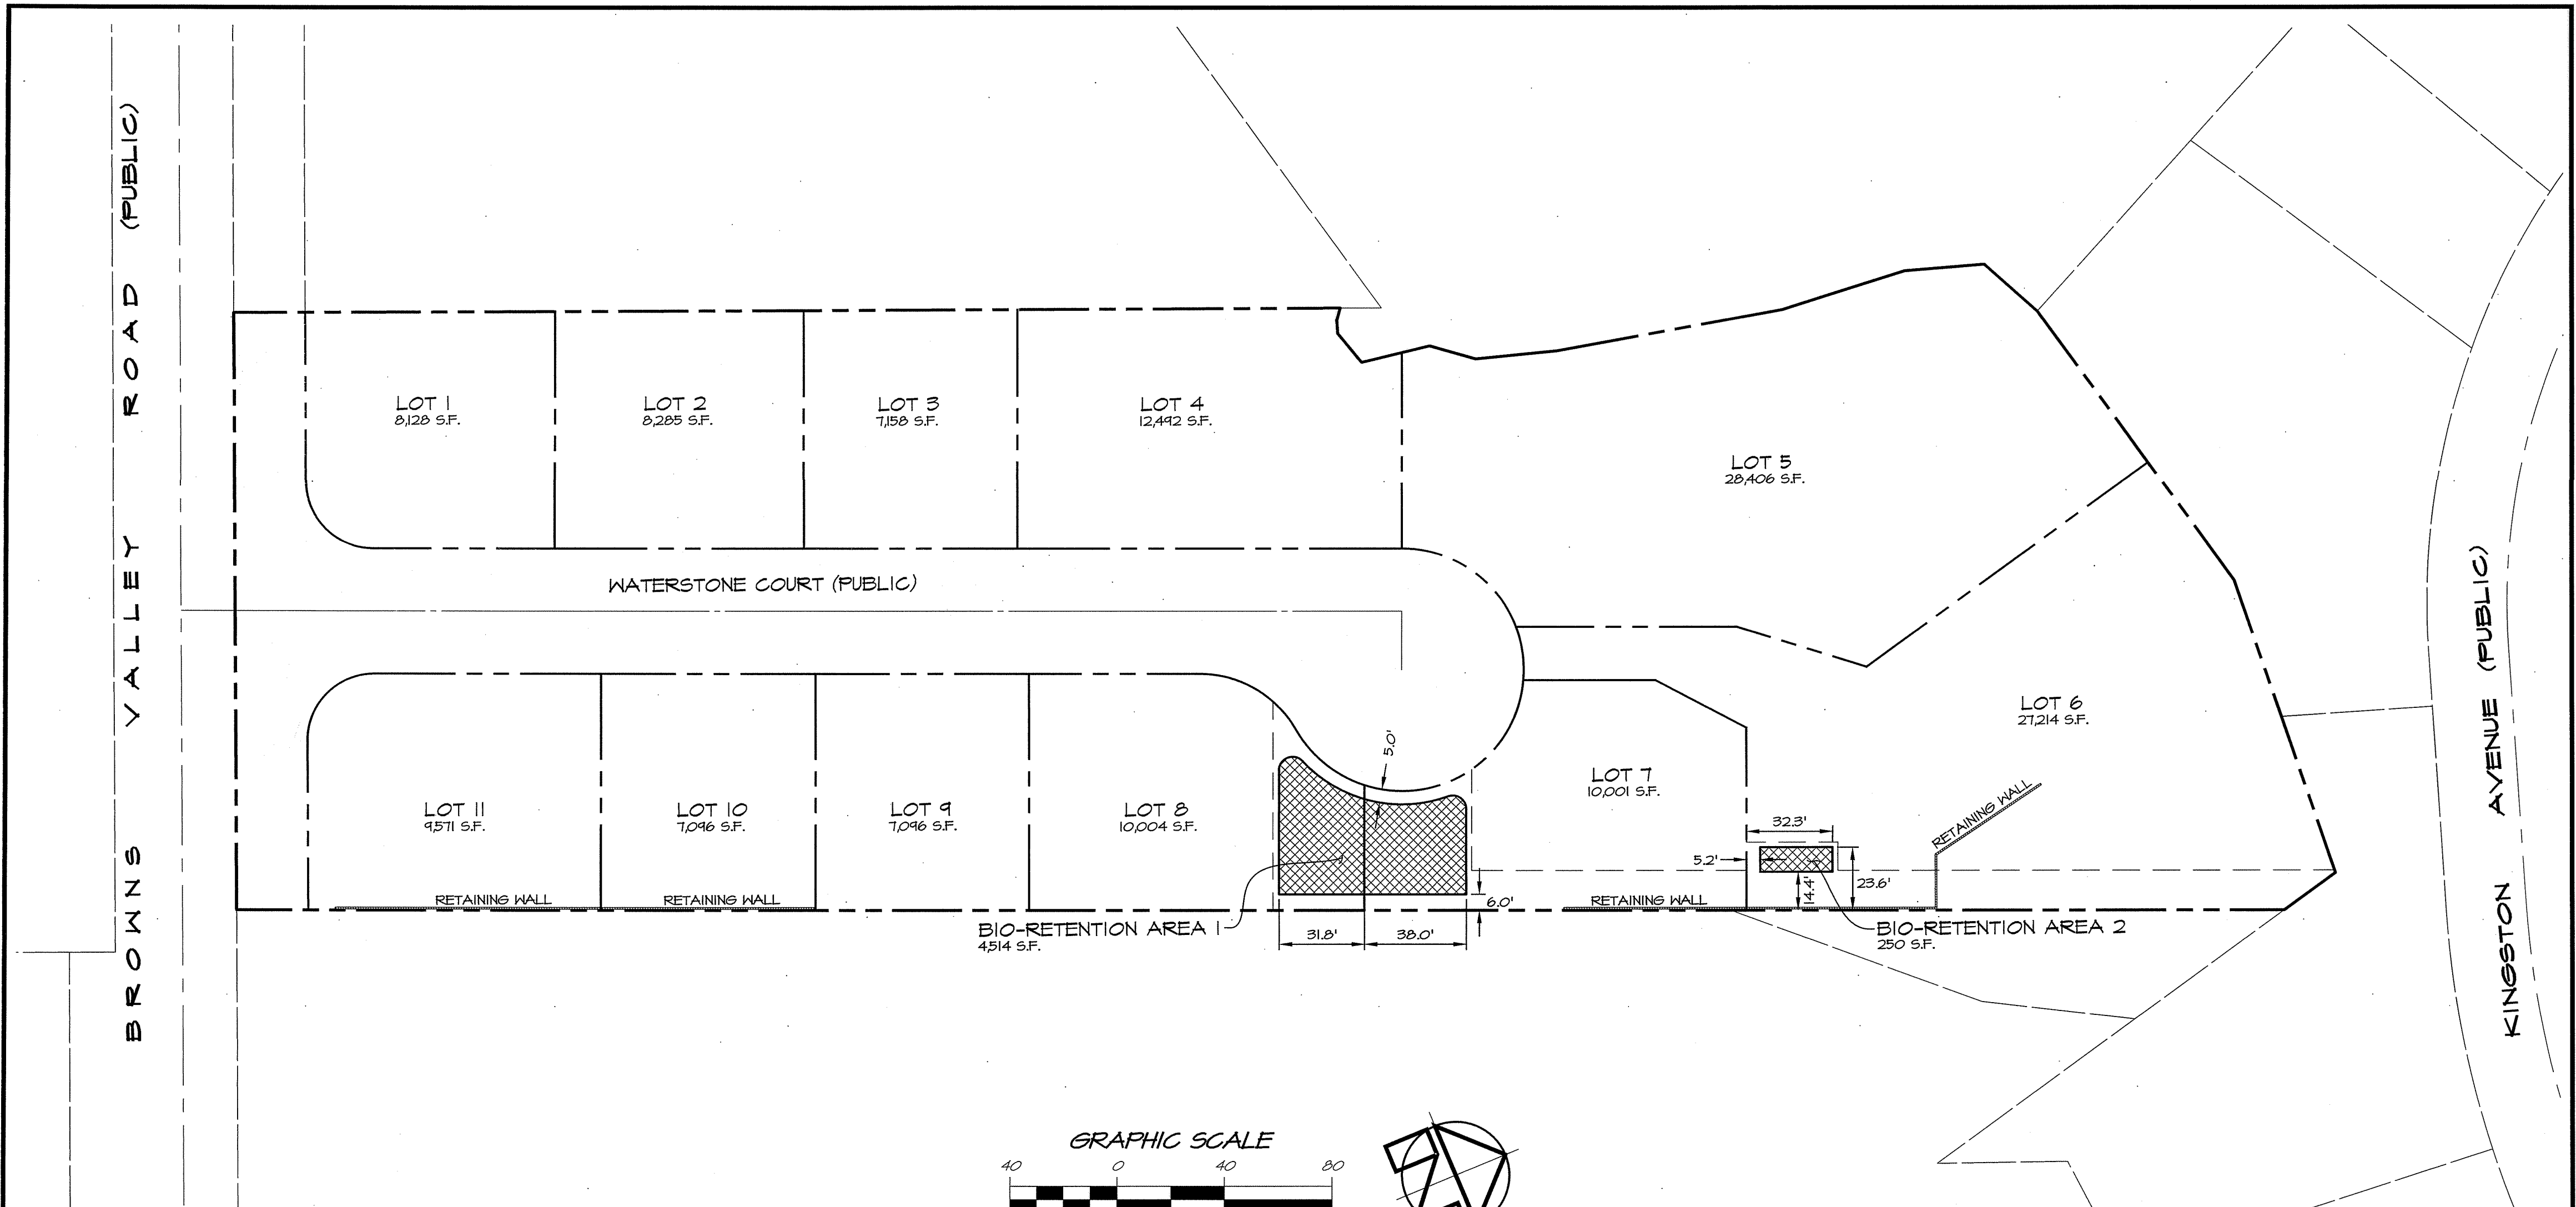 BROWNS VALLEY ROAD (PUBLIC)
LOT 1
8,128 S.F.
LOT 2
8,285 S.F.
LOT 3
7,158 S.F.
LOT 4
12,492 S.F.
LOT 5
28,406 S.F.
WATERSTONE COURT (PUBLIC)
LOT 6
27,214 S.F.
KINGSTON AVENUE (PUBLIC)
5.0'
LOT 7
10,001 S.F.
RETAINING WALL
LOT 11
9,571 S.F.
LOT 10
7,096 S.F.
LOT 9
7,096 S.F.
LOT 8
10,004 S.F.
32.3'
5.2'
14.4'
23.6'
RETAINING WALL
RETAINING WALL
6.0'
RETAINING WALL
BIO-RETENTION AREA 1
4,514 S.F.
31.8'
38.0'
BIO-RETENTION AREA 2
250 S.F.
GRAPHIC SCALE
40 0 40 80